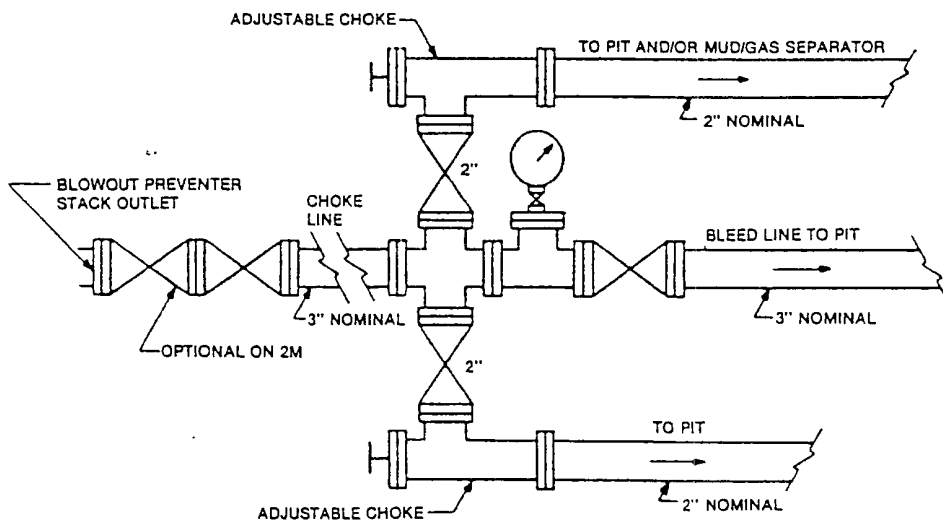 ADJUSTABLE CHOKE
TO PIT AND/OR MUD/GAS SEPARATOR
2" NOMINAL
2"
BLOWOUT PREVENTER
STACK OUTLET
CHOKE
LINE
BLEED LINE TO PIT
3" NOMINAL
3" NOMINAL
OPTIONAL ON 2M
2"
TO PIT
2" NOMINAL
ADJUSTABLE CHOKE